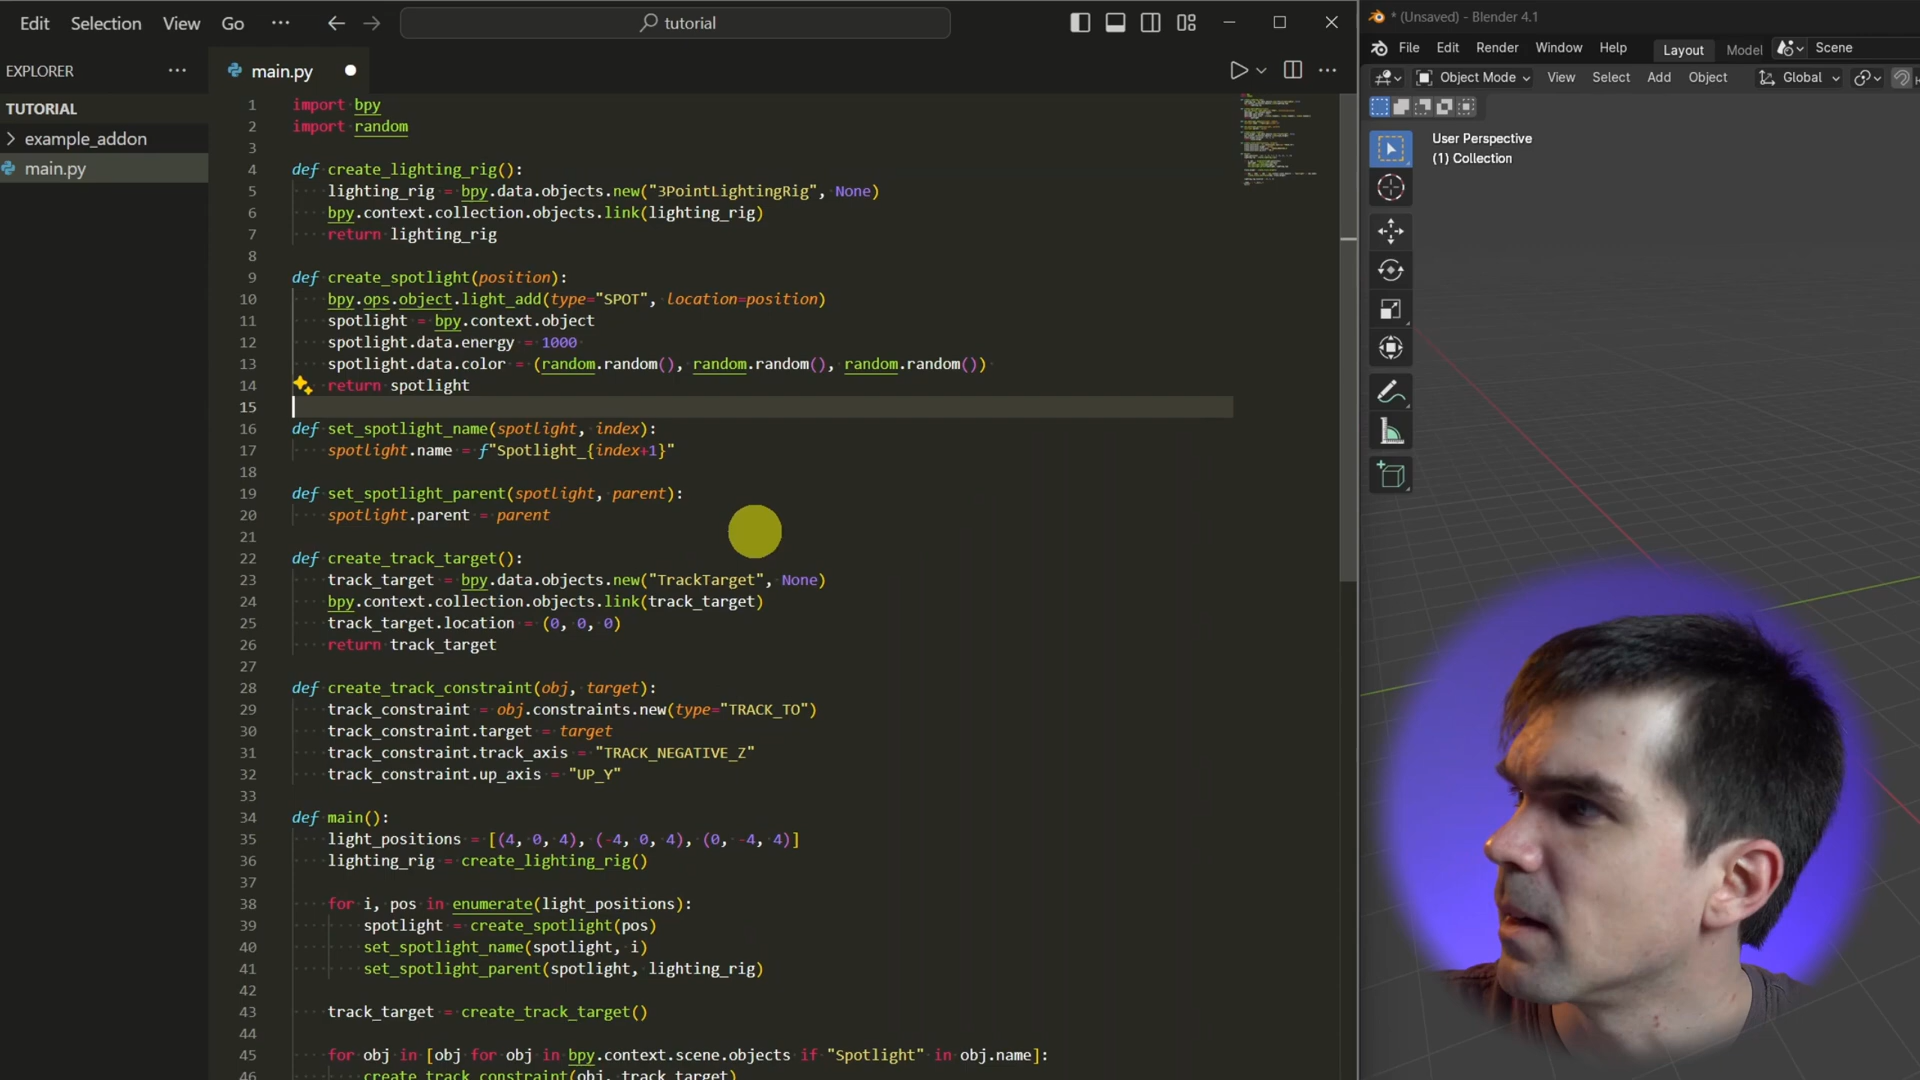 Edit Selection View Go ··· tutorial
EXPLORER ···
TUTORIAL
example_addon
main.py
main.py
1 import bpy
2 import random
3
4 def create_lighting_rig():
5 lighting_rig = bpy.data.objects.new("3PointLightingRig", None)
6 bpy.context.collection.objects.link(lighting_rig)
7 return lighting_rig
8
9 def create_spotlight(position):
10 bpy.ops.object.light_add(type="SPOT", location=position)
11 spotlight = bpy.context.object
12 spotlight.data.energy = 1000
13 spotlight.data.color = (random.random(), random.random(), random.random())
14 return spotlight
15
16 def set_spotlight_name(spotlight, index):
17 spotlight.name = f"Spotlight_{index+1}"
18
19 def set_spotlight_parent(spotlight, parent):
20 spotlight.parent = parent
21
22 def create_track_target():
23 track_target = bpy.data.objects.new("TrackTarget", None)
24 bpy.context.collection.objects.link(track_target)
25 track_target.location = (0, 0, 0)
26 return track_target
27
28 def create_track_constraint(obj, target):
29 track_constraint = obj.constraints.new(type="TRACK_TO")
30 track_constraint.target = target
31 track_constraint.track_axis = "TRACK_NEGATIVE_Z"
32 track_constraint.up_axis = "UP_Y"
33
34 def main():
35 light_positions = [(4, 0, 4), (-4, 0, 4), (0, -4, 4)]
36 lighting_rig = create_lighting_rig()
37
38 for i, pos in enumerate(light_positions):
39 spotlight = create_spotlight(pos)
40 set_spotlight_name(spotlight, i)
41 set_spotlight_parent(spotlight, lighting_rig)
42
43 track_target = create_track_target()
44
45 for obj in [obj for obj in bpy.context.scene.objects if "Spotlight" in obj.name]:
46 create_track_constraint(obj, track_target)
* (Unsaved) - Blender 4.1
File Edit Render Window Help Layout Model Scene
Object Mode View Select Add Object Global
User Perspective
(1) Collection